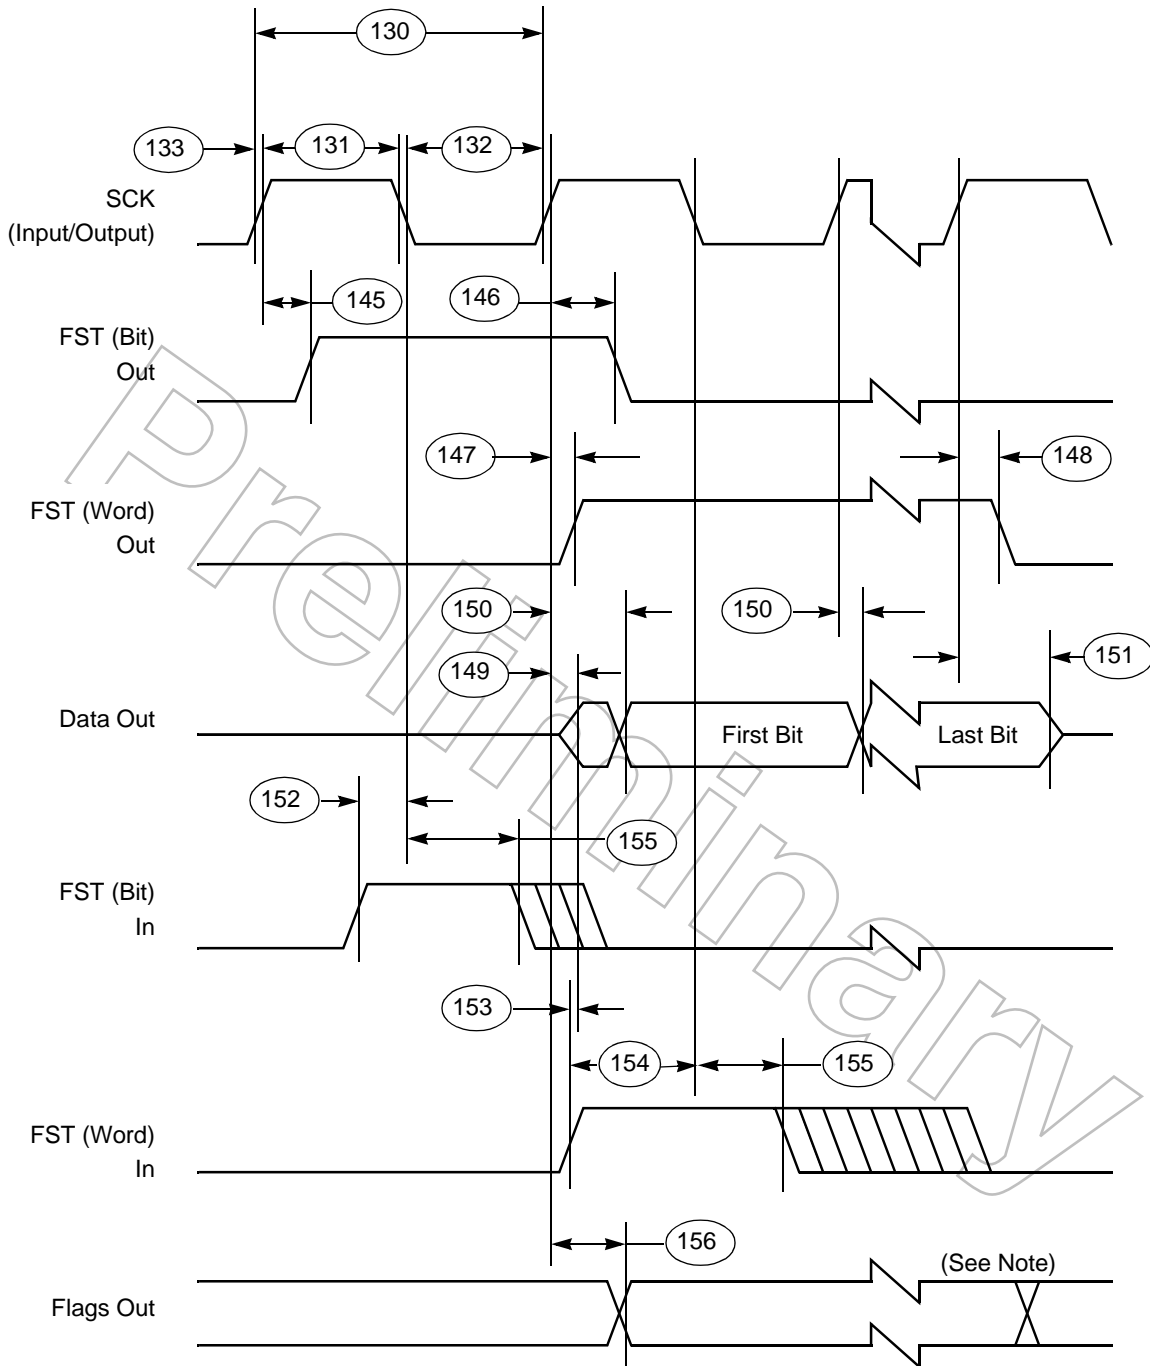 130
133
131
132
SCK
(Input/Output)
145
146
FST (Bit)
Out
147
148
FST (Word)
Out
150
150
149
151
Data Out
First Bit
Last Bit
152
155
FST (Bit)
In
153
154
155
FST (Word)
In
156
(See Note)
Flags Out
Preliminary